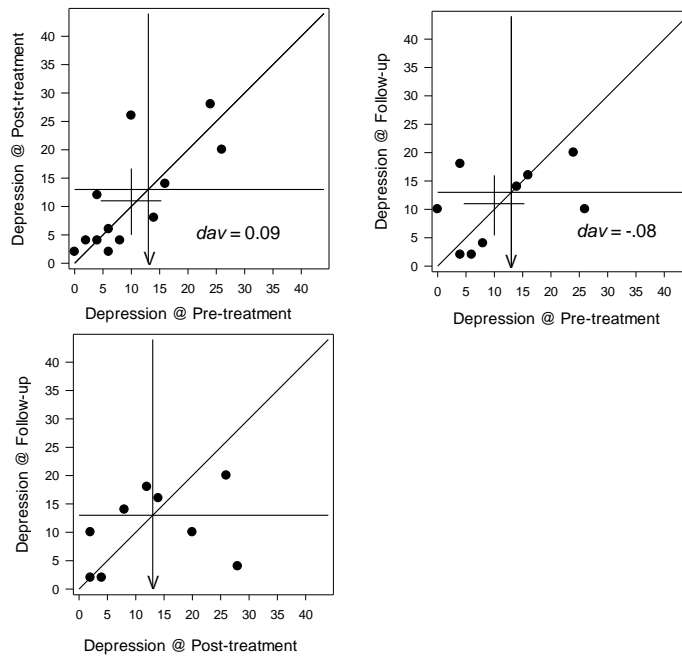 40
35
30
25
20
15
10
5
0
Depression @ Post-treatment
dav = 0.09
0 5 10 15 20 25 30 35 40
Depression @ Pre-treatment
40
35
30
25
20
15
10
5
0
Depression @ Follow-up
dav = -.08
0 5 10 15 20 25 30 35 40
Depression @ Pre-treatment
40
35
30
25
20
15
10
5
0
Depression @ Follow-up
0 5 10 15 20 25 30 35 40
Depression @ Post-treatment